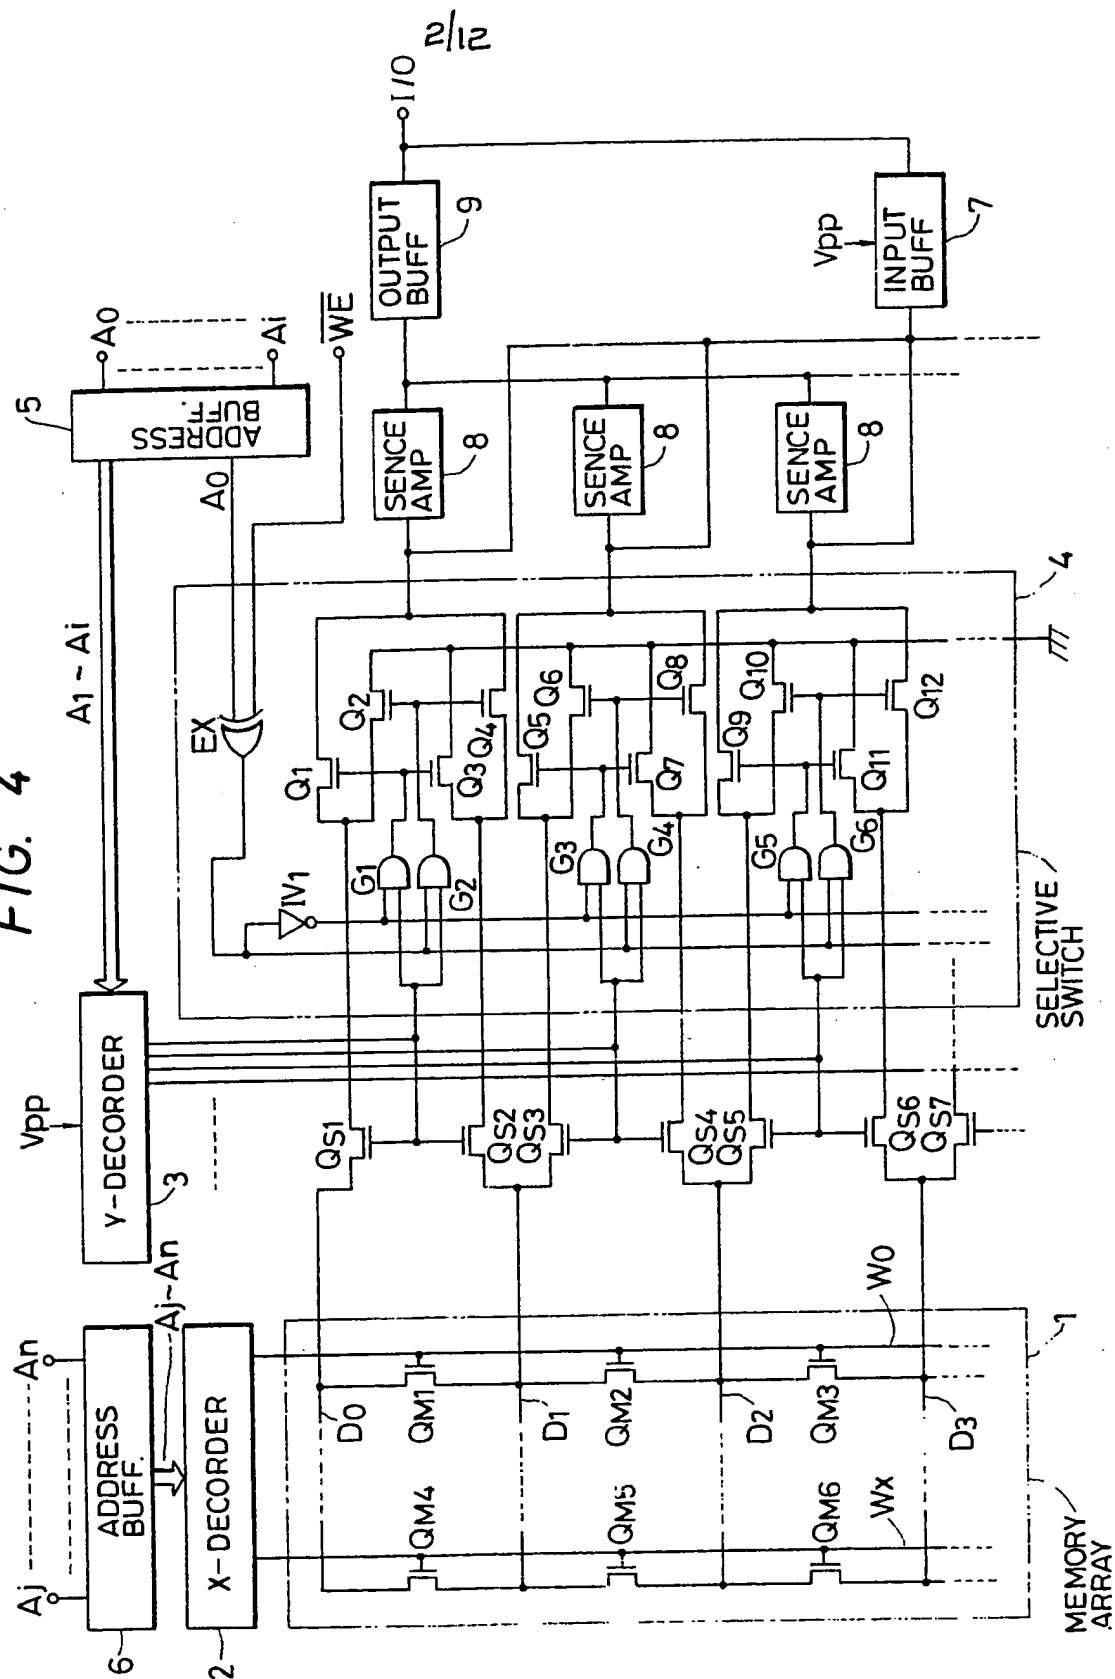 FIG. 4
2/2
Aj
An
ADDRESS
BUFF.
6
Aj~An
X-DECORDER
2
Vpp
Y-DECORDER
3
A1 ~ Ai
5
ADDRESS
BUFF.
A0
Ai
A0
WE
EX
IV1
G1
G2
G3
G4
G5
G6
Q1
Q2
Q3
Q4
Q5
Q6
Q7
Q8
Q9
Q10
Q11
Q12
SENCE
AMP
8
SENCE
AMP
8
SENCE
AMP
8
OUTPUT
BUFF
9
I/O
Vpp
INPUT
BUFF
7
4
SELECTIVE
SWITCH
QS1
QS2
QS3
QS4
QS5
QS6
QS7
D0
D1
D2
D3
QM1
QM2
QM3
QM4
QM5
QM6
W0
Wx
1
MEMORY
ARRAY